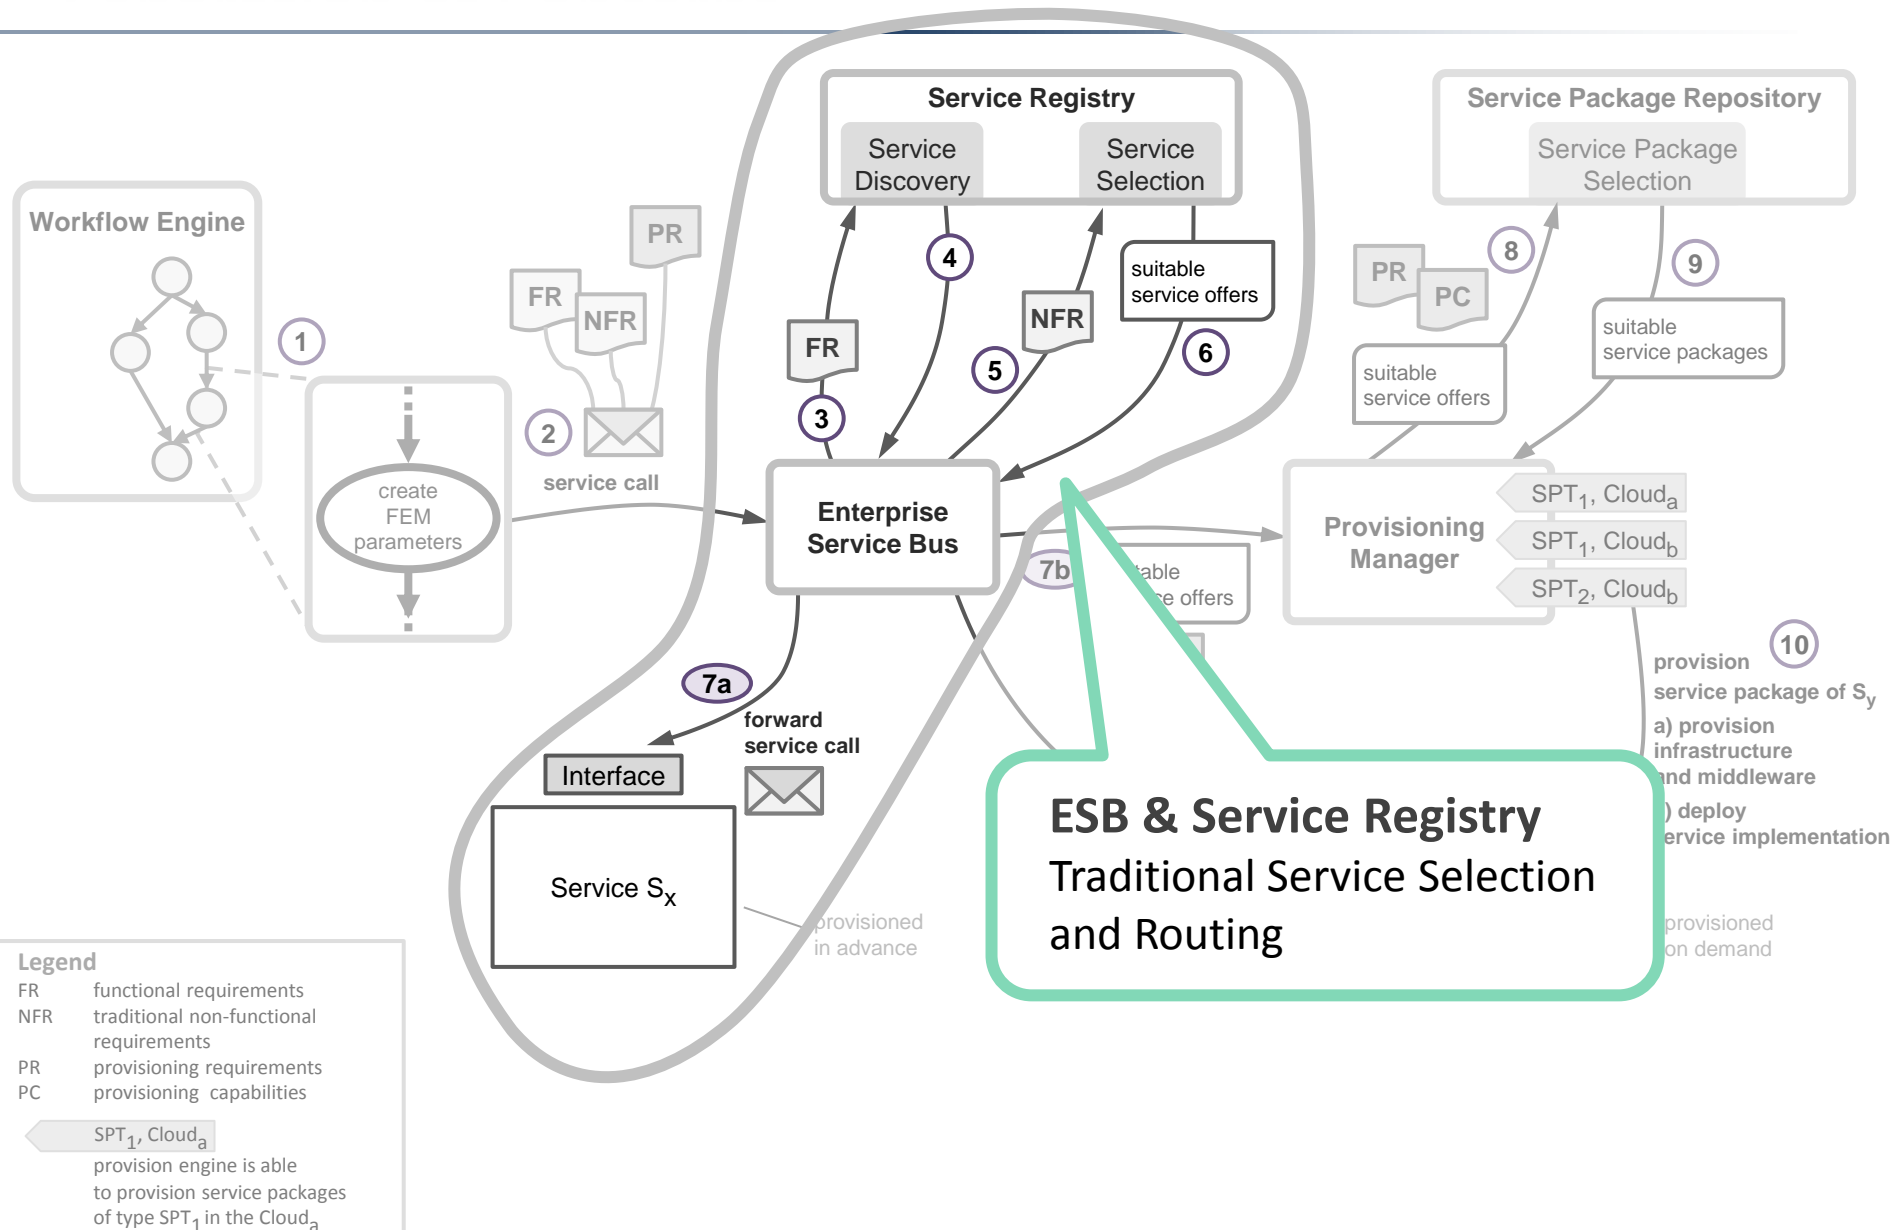 Service Registry
Service
Discovery
Service
Selection
Service Package Repository
Service Package
Selection
Workflow Engine
1
FR
NFR
PR
2
service call
create
FEM
parameters
FR
3
4
5
NFR
suitable
service offers
6
PR
PC
8
9
suitable
service offers
suitable
service packages
Enterprise
Service Bus
7b
offers
Provisioning
Manager
SPT1, Clouda
SPT1, Cloudb
SPT2, Cloudb
10
provision
service package of Sy
a) provision
infrastructure
and middleware
deploy
service implementation
7a
forward
service call
Interface
Service Sx
provisioned
in advance
ESB & Service Registry
Traditional Service Selection
and Routing
provisioned
on demand
Legend
FR functional requirements
NFR traditional non-functional
requirements
PR provisioning requirements
PC provisioning capabilities
SPT1, Clouda
provision engine is able
to provision service packages
of type SPT1 in the Clouda